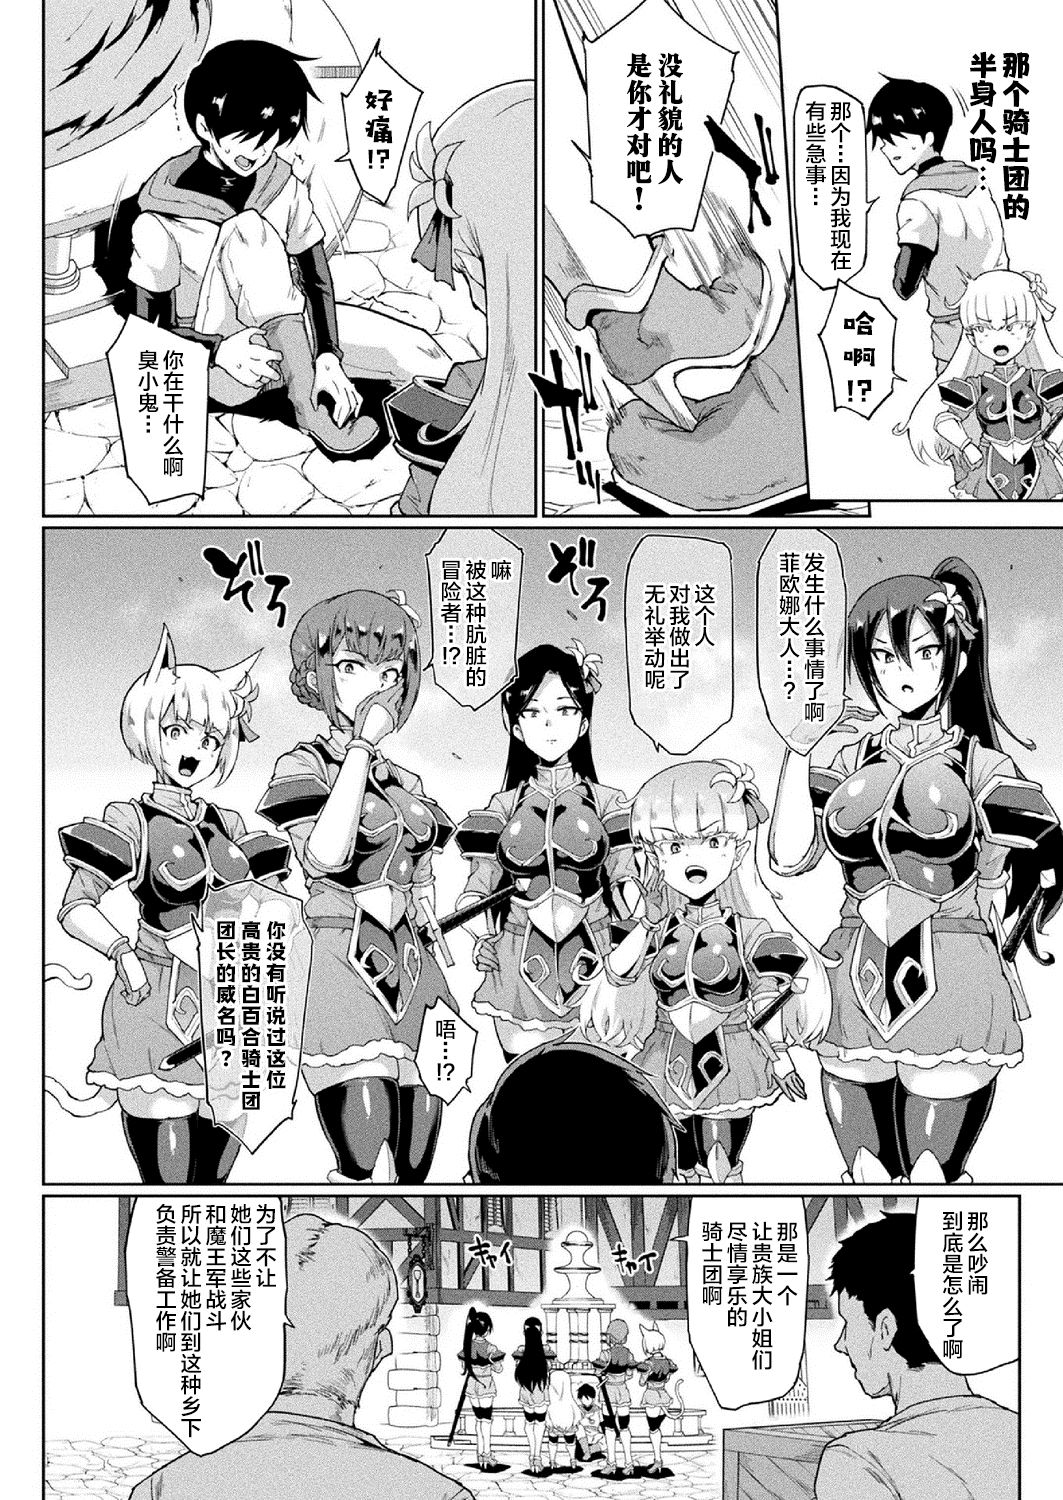 那个骑士团的
半身人吗…
那个…因为我现在
有些急事…
哈啊!?
没礼貌的人
是你才对吧！
好痛!?
你在干什么啊
臭小鬼…
发生什么事情了啊
菲欧娜大人…?
这个人
对我做出了
无礼举动呢
嘛
被这种肮脏的
冒险者…!?
ぞろ
ぞろ
你没有听说过这位
高贵的白百合骑士团
团长的威名吗？
唔…!?
那么吵闹
到底是怎么了啊
那是一个
让贵族大小姐们
尽情享乐的
骑士团啊
キャイ
キャイ
为了不让
她们这些家伙
和魔王军战斗
所以就让她们到这种乡下
负责警备工作啊